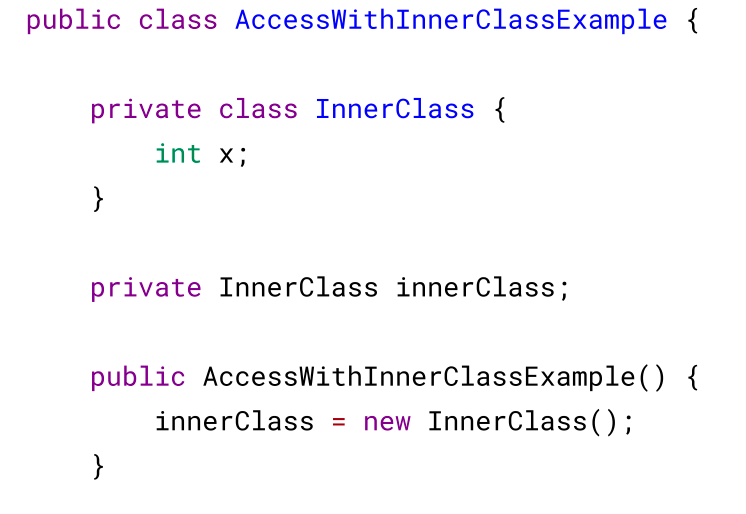 public class AccessWithInnerClassExample {
    private class InnerClass {
        int x;
    }
    private InnerClass innerClass;
    public AccessWithInnerClassExample() {
        innerClass = new InnerClass();
    }